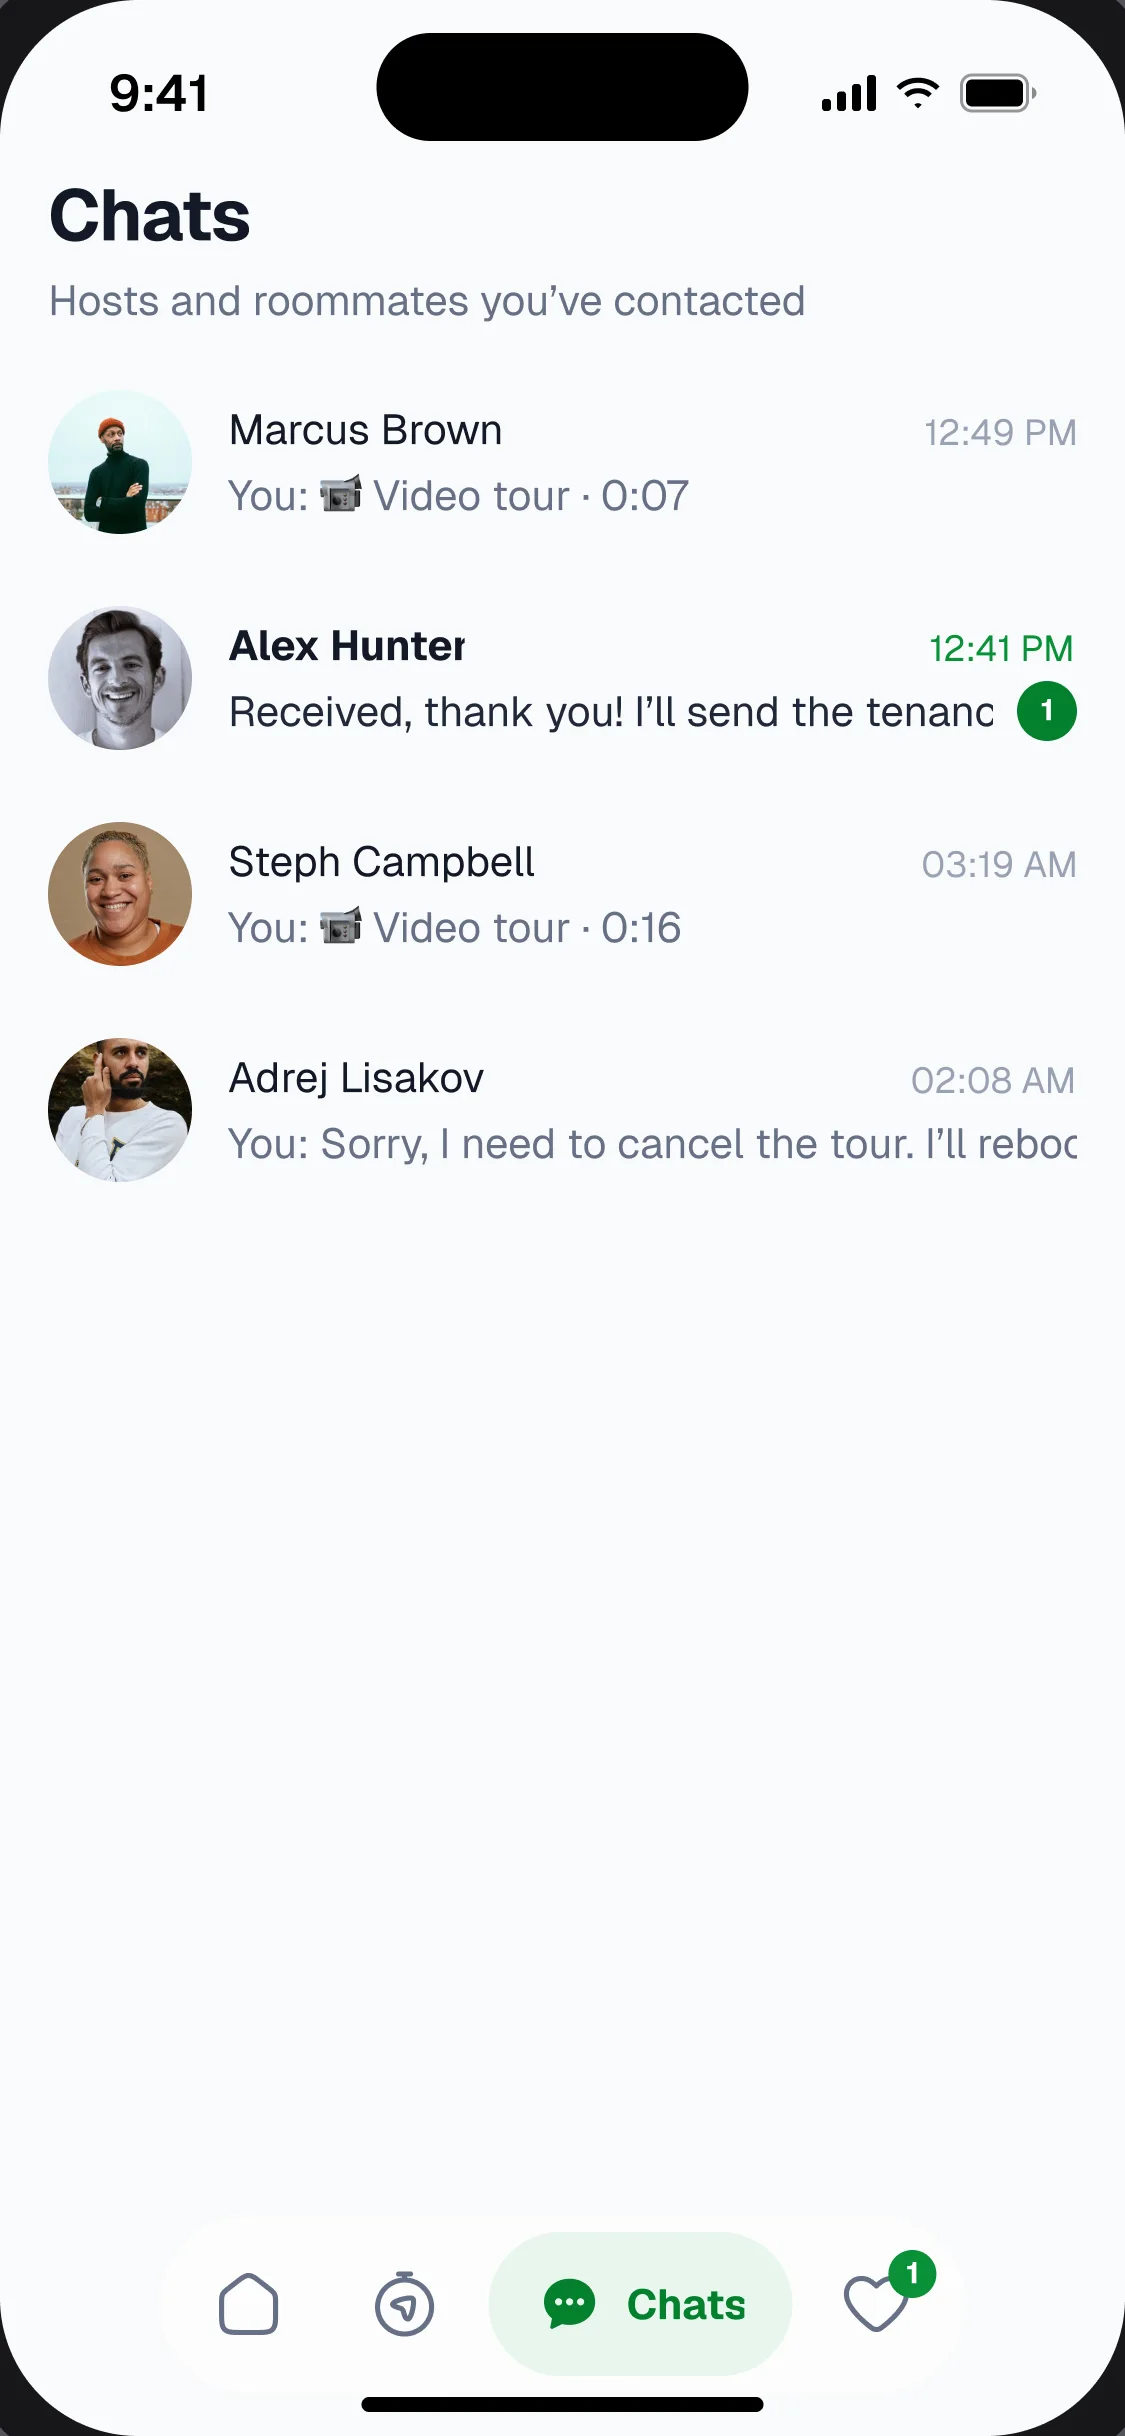 9:41
Chats
Hosts and roommates you’ve contacted
Marcus Brown
12:49 PM
You: 📹 Video tour · 0:07
Alex Hunter
12:41 PM
Received, thank you! I’ll send the tenanc
1
Steph Campbell
03:19 AM
You: 📹 Video tour · 0:16
Adrej Lisakov
02:08 AM
You: Sorry, I need to cancel the tour. I’ll reboo
Chats
1